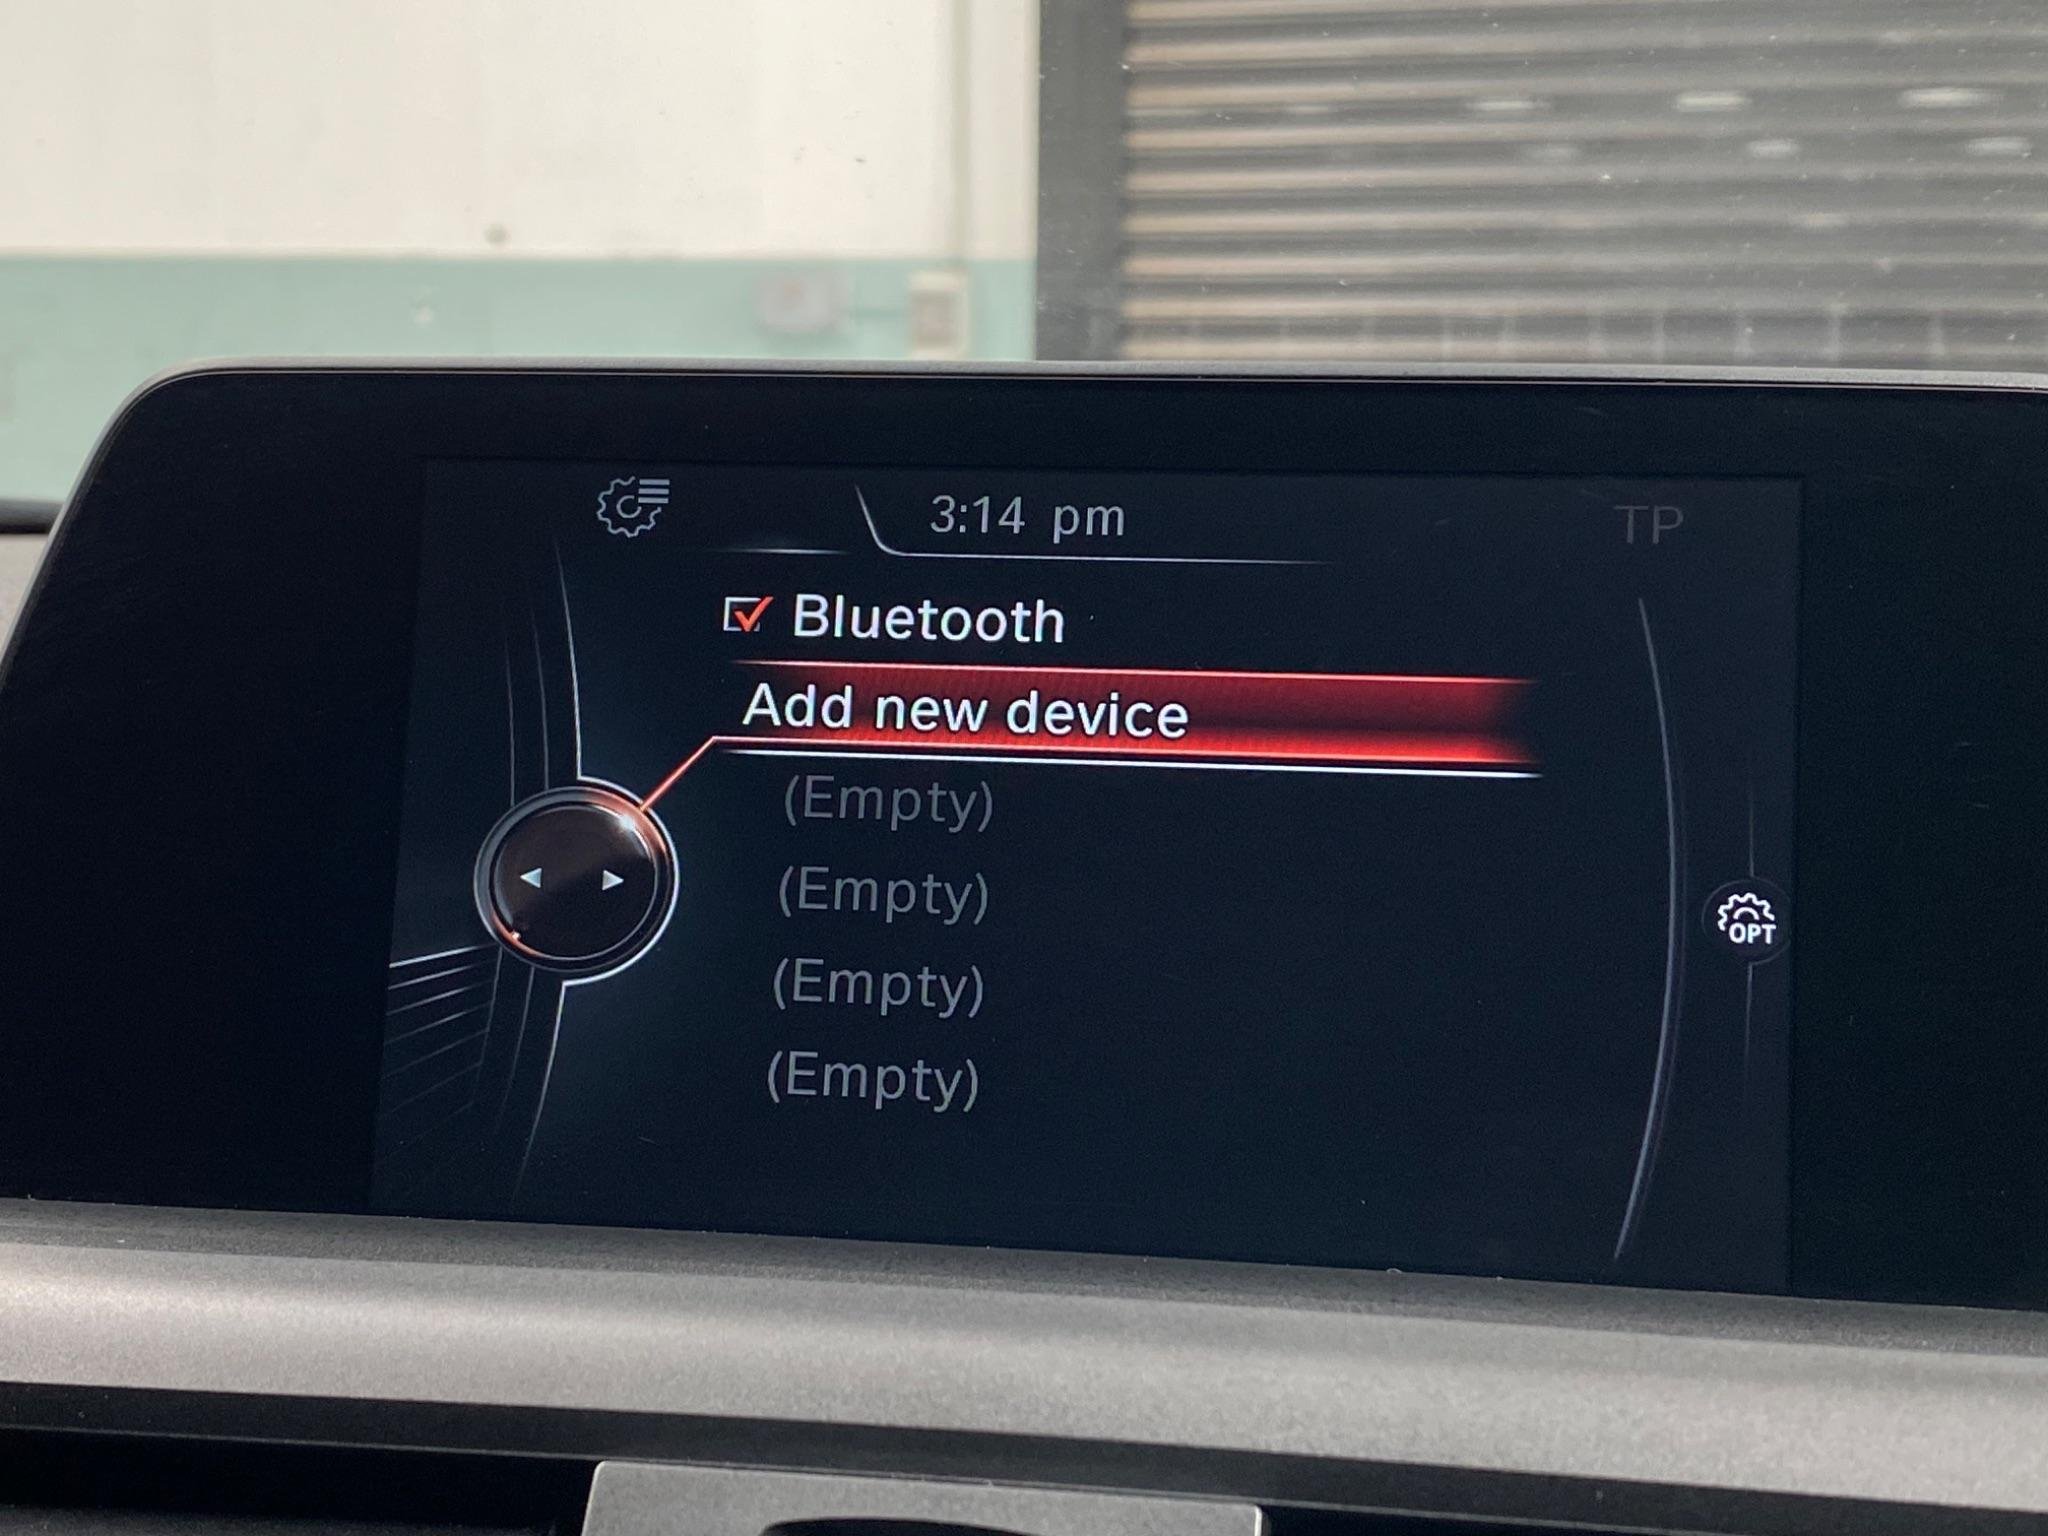 3:14 pm
TP
Bluetooth
Add new device
(Empty)
(Empty)
OPT
(Empty)
(Empty)